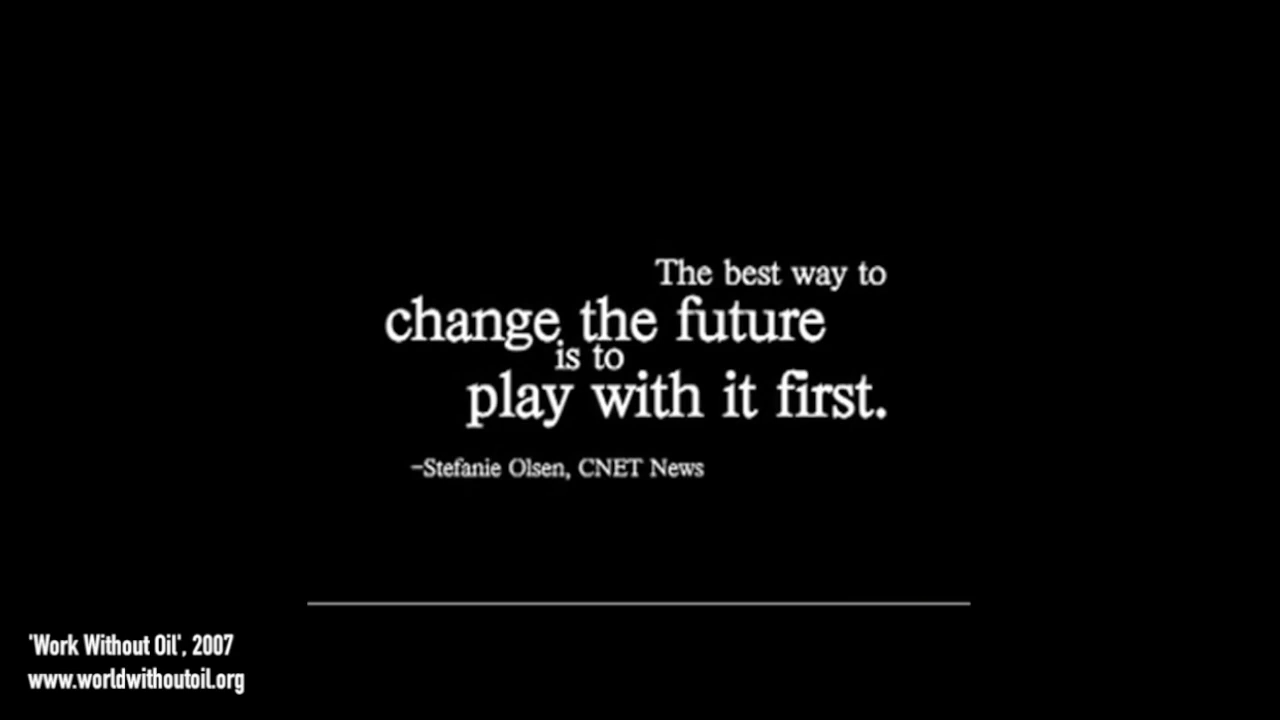 The best way to
change the future
is to
play with it first.
–Stefanie Olsen, CNET News
'Work Without Oil', 2007
www.worldwithoutoil.org